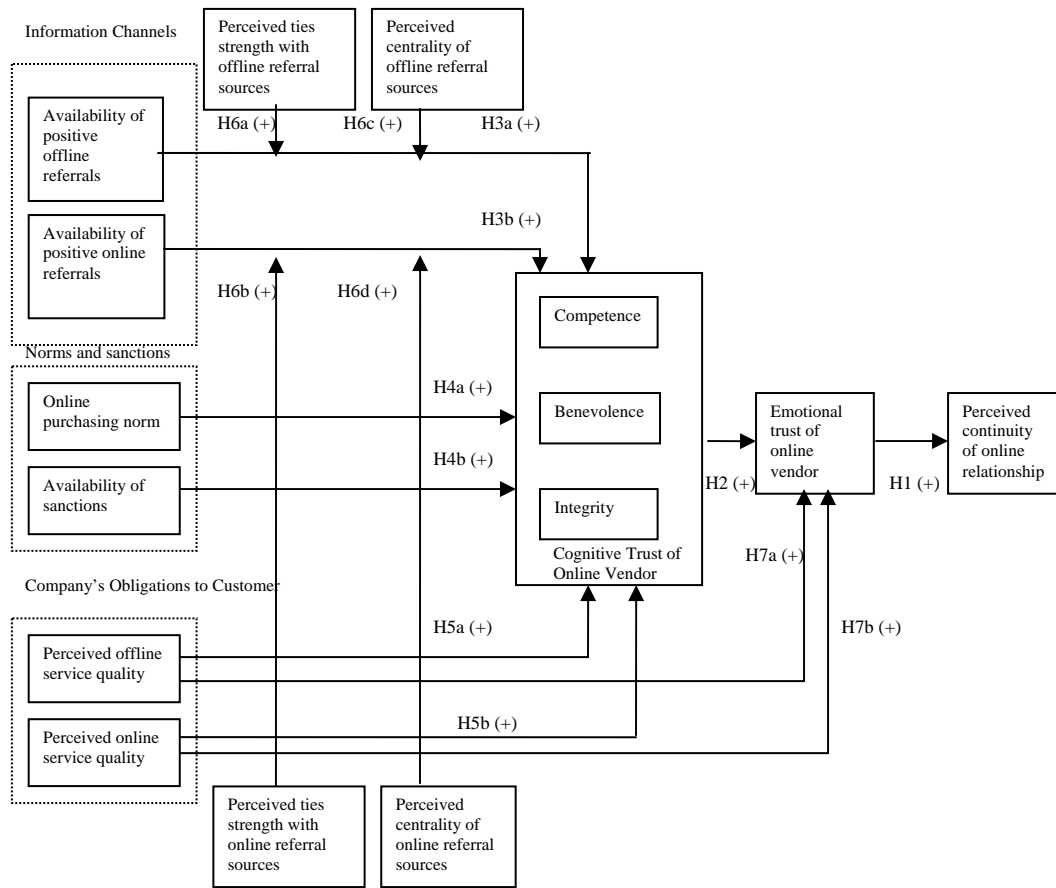 Information Channels
Perceived ties
strength with
offline referral
sources
Perceived
centrality of
offline referral
sources
H6a (+)
H6c (+)
H3a (+)
Availability of
positive
offline
referrals
H3b (+)
Availability of
positive online
referrals
H6b (+)
H6d (+)
Competence
Norms and sanctions
H4a (+)
Online
purchasing norm
Benevolence
Emotional
trust of
online
vendor
Perceived
continuity
of online
relationship
H4b (+)
Availability of
sanctions
H2 (+)
H1 (+)
Integrity
Cognitive Trust of
Online Vendor
H7a (+)
Company's Obligations to Customer
H5a (+)
H7b (+)
Perceived offline
service quality
H5b (+)
Perceived online
service quality
Perceived ties
strength with
online referral
sources
Perceived
centrality of
online referral
sources